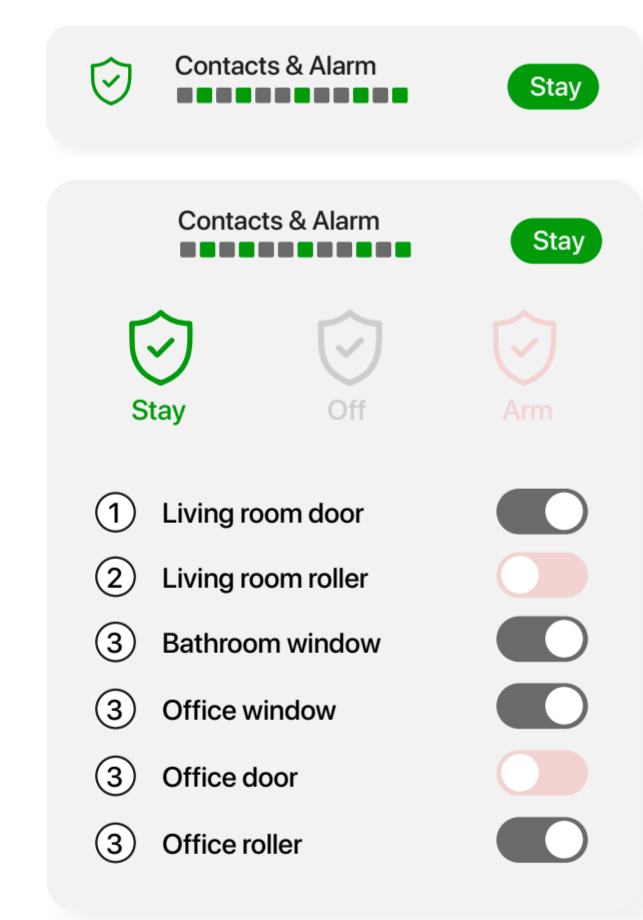 Contacts & Alarm
Stay
Contacts & Alarm
Stay
Stay Off Arm
1 Living room door
2 Living room roller
3 Bathroom window
3 Office window
3 Office door
3 Office roller